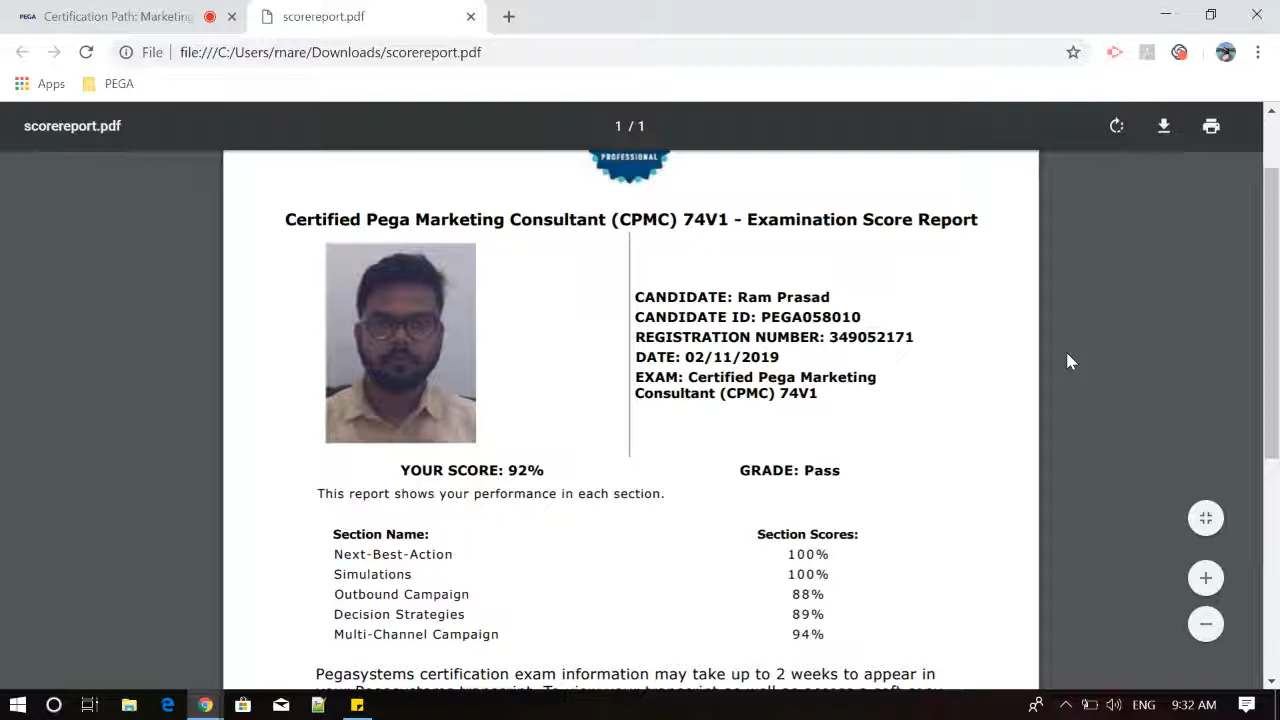 PEGA Certification Path: Marketing
scorereport.pdf
File | file:///C:/Users/rnare/Downloads/scorereport.pdf
Apps PEGA
scorereport.pdf 1 / 1
PROFESSIONAL
Certified Pega Marketing Consultant (CPMC) 74V1 - Examination Score Report
CANDIDATE: Ram Prasad
CANDIDATE ID: PEGA058010
REGISTRATION NUMBER: 349052171
DATE: 02/11/2019
EXAM: Certified Pega Marketing
Consultant (CPMC) 74V1
YOUR SCORE: 92% GRADE: Pass
This report shows your performance in each section.
Section Name: Section Scores:
Next-Best-Action 100%
Simulations 100%
Outbound Campaign 88%
Decision Strategies 89%
Multi-Channel Campaign 94%
Pegasystems certification exam information may take up to 2 weeks to appear in
ENG 9:32 AM